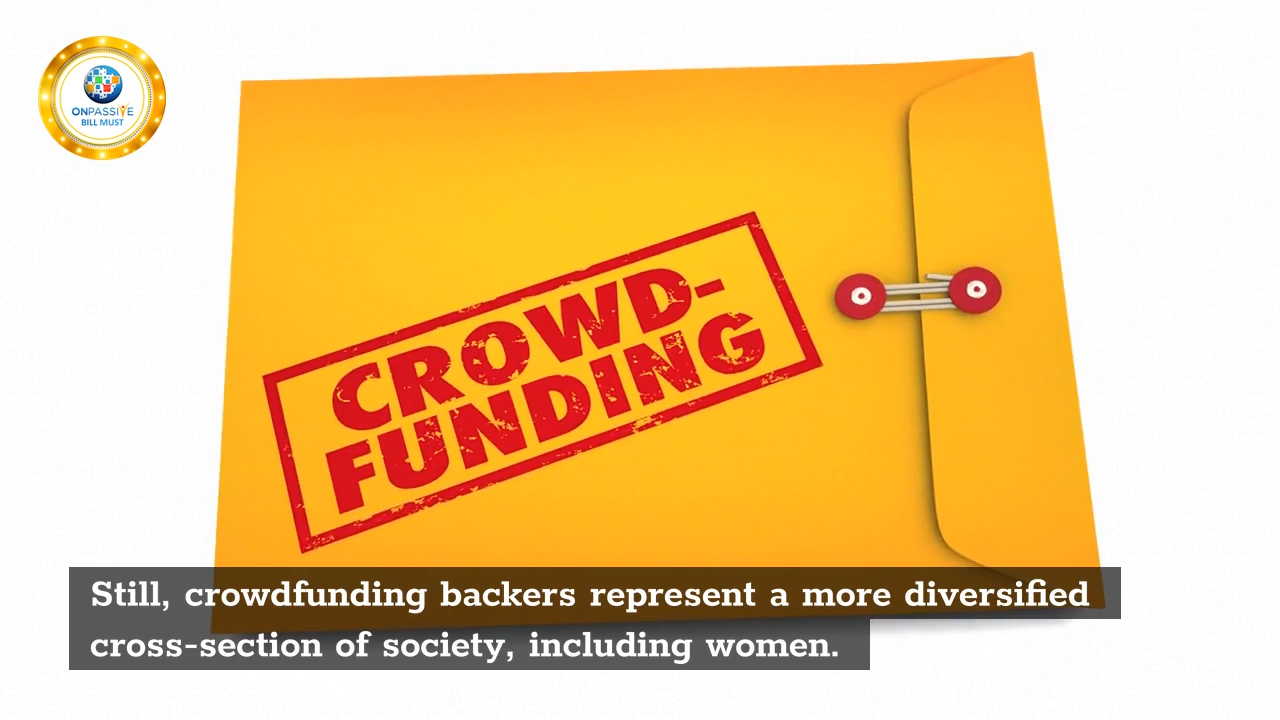 ONPASSIVE
BILL MUST
CROWD-
FUNDING
Still, crowdfunding backers represent a more diversified
cross-section of society, including women.